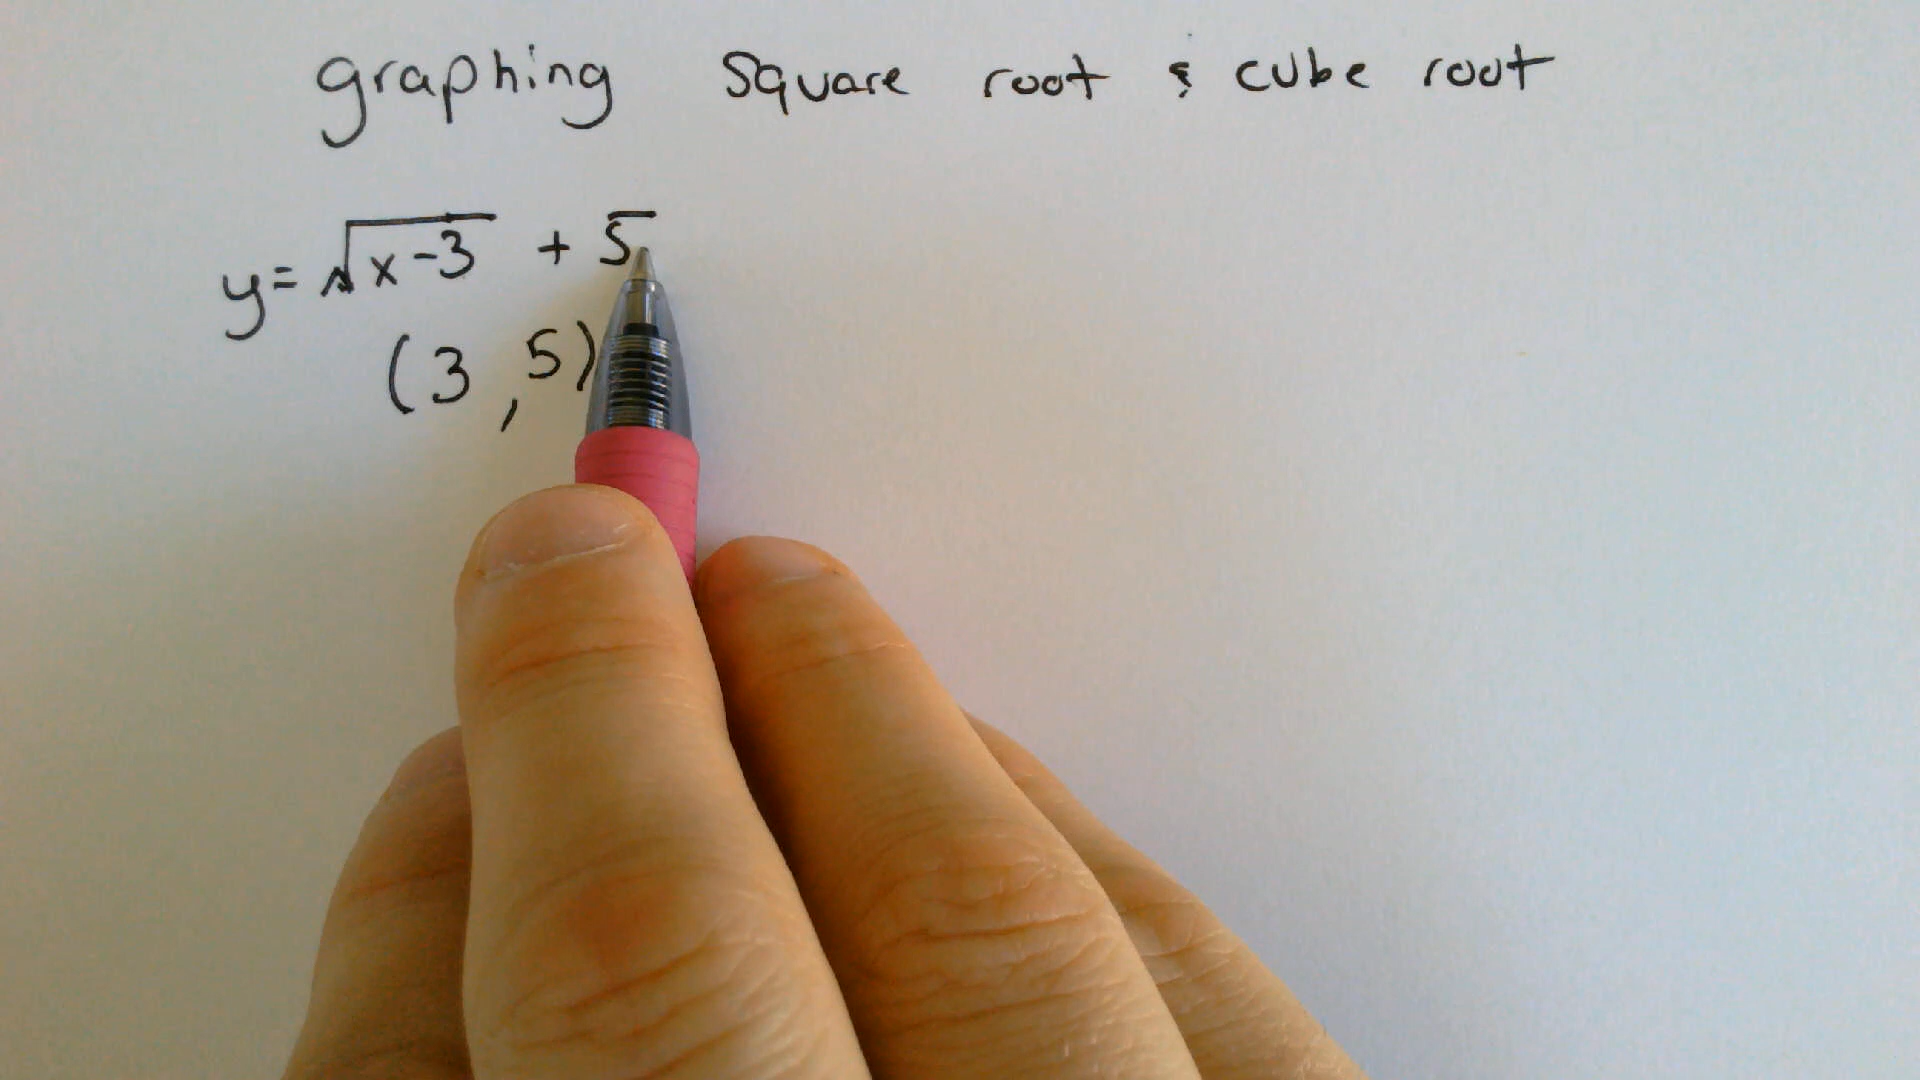 graphing square root & cube root
y = √x-3 + 5
(3, 5)